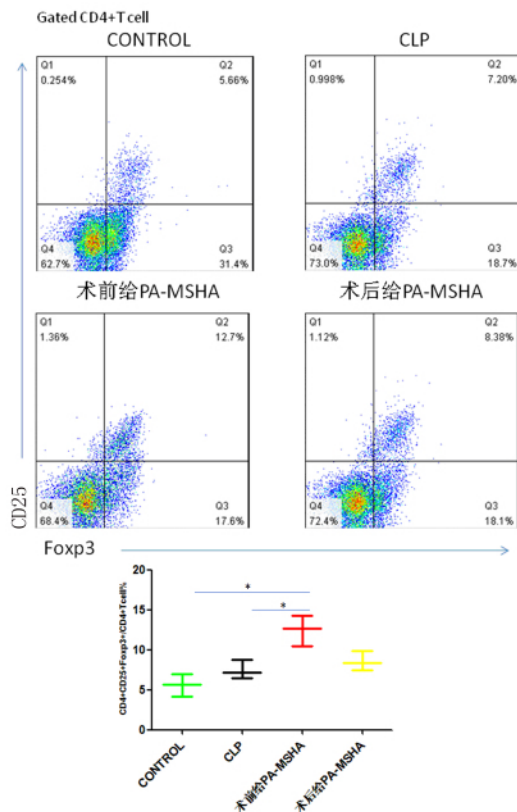 Gated CD4+T cell
CONTROL
CLP
Q1
0.254%
Q2
5.66%
Q1
0.998%
Q2
7.20%
Q4
62.7%
Q3
31.4%
Q4
73.0%
Q3
18.7%
术前给PA-MSHA
术后给PA-MSHA
Q1
1.36%
Q2
12.7%
Q1
1.12%
Q2
8.38%
Q4
68.4%
Q3
17.6%
Q4
72.4%
Q3
18.1%
CD25
Foxp3
CD4+CD25+Foxp3+/CD4+Tcell%
20
15
10
5
0
*
*
CONTROL
CLP
术前给PA-MSHA
术后给PA-MSHA